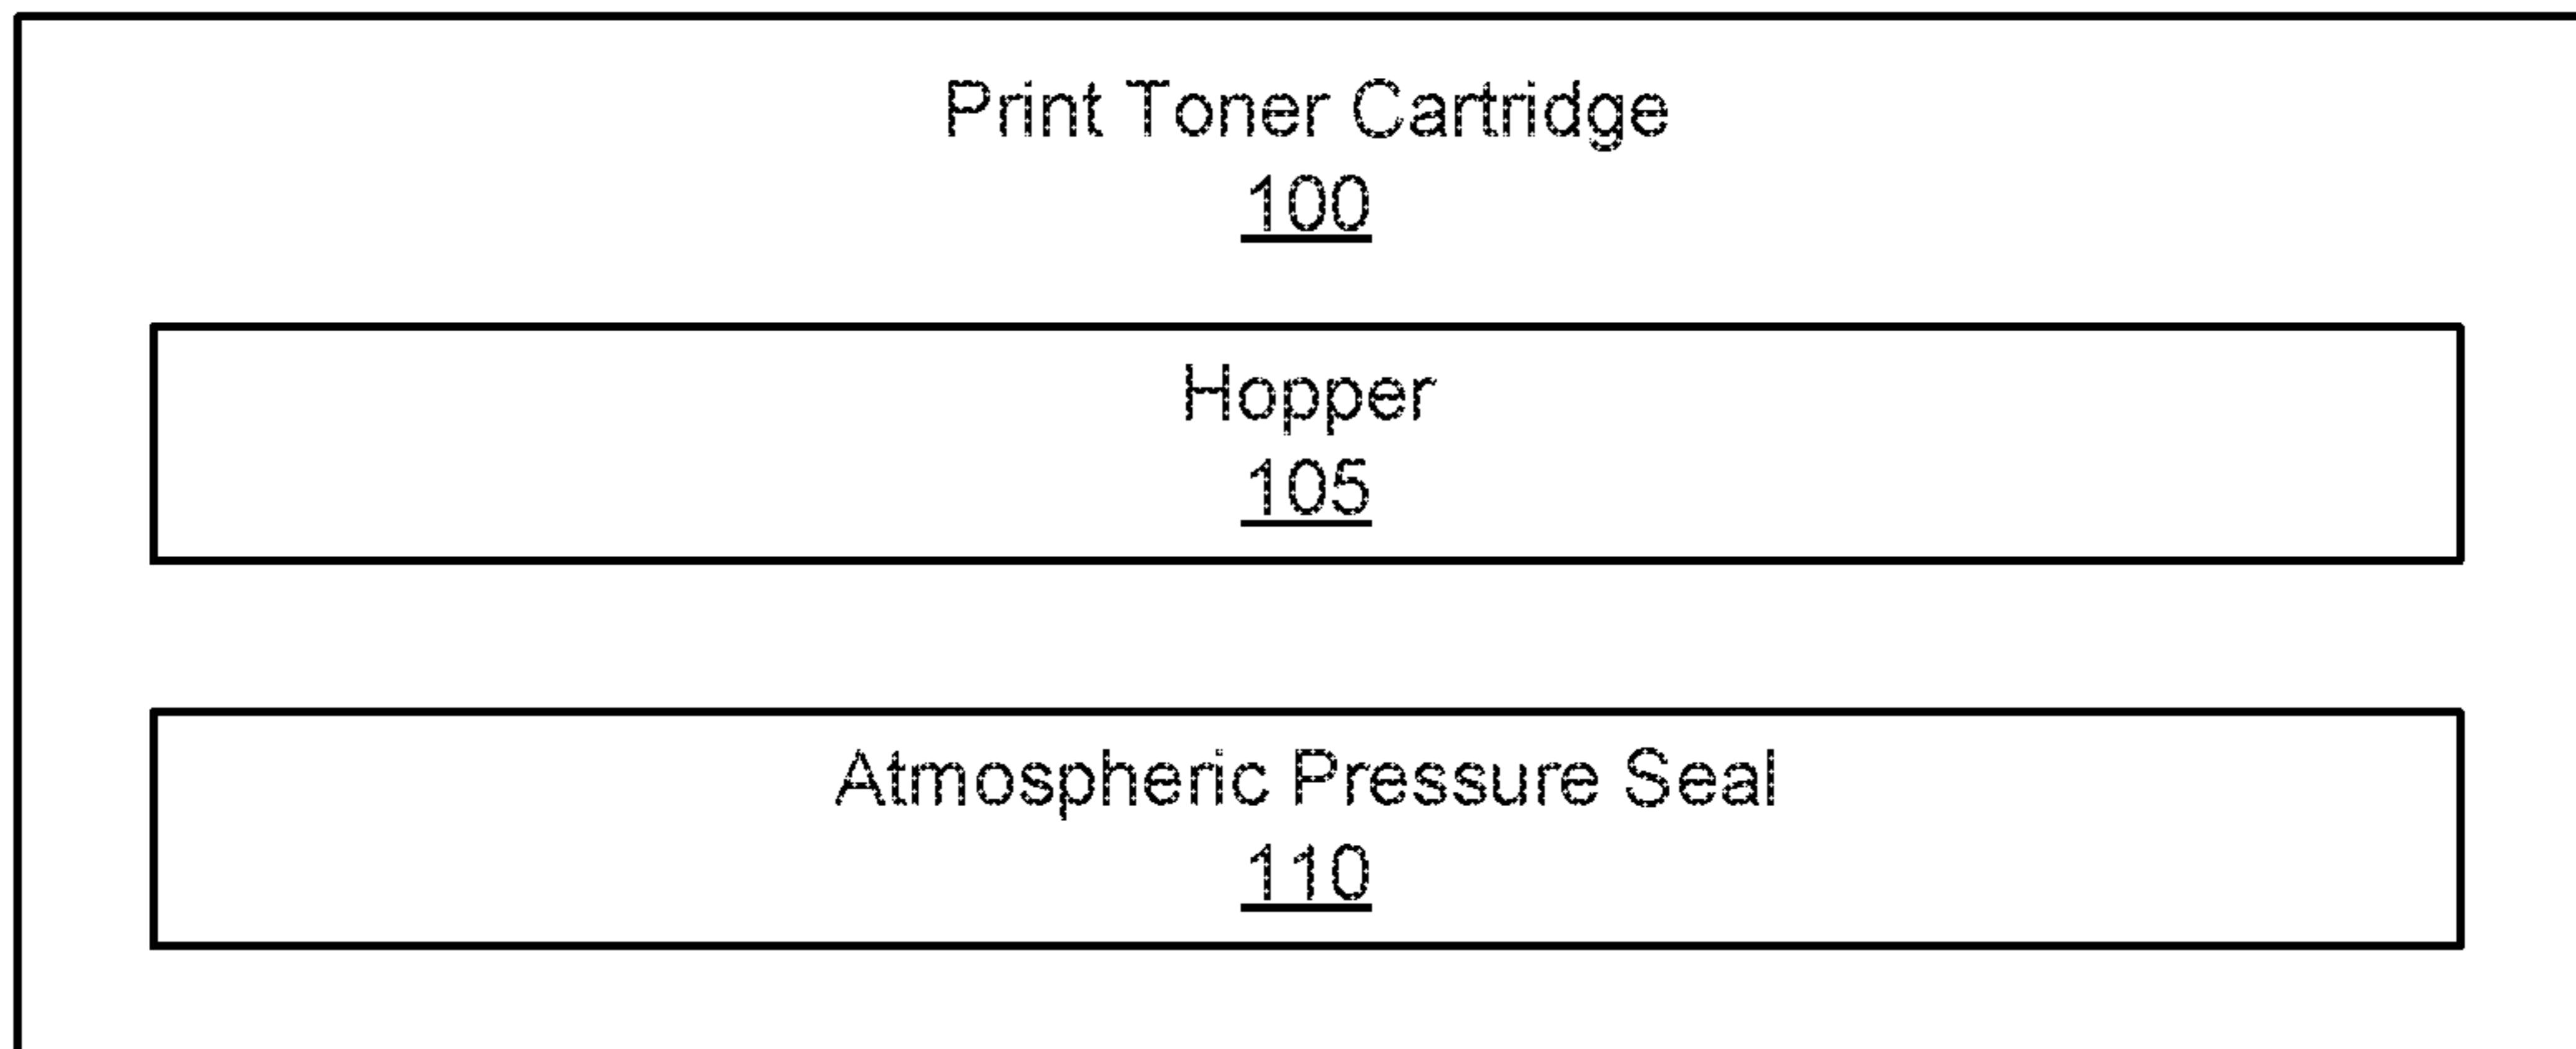 Print Toner Cartridge
100
Hopper
105
Atmospheric Pressure Seal
110